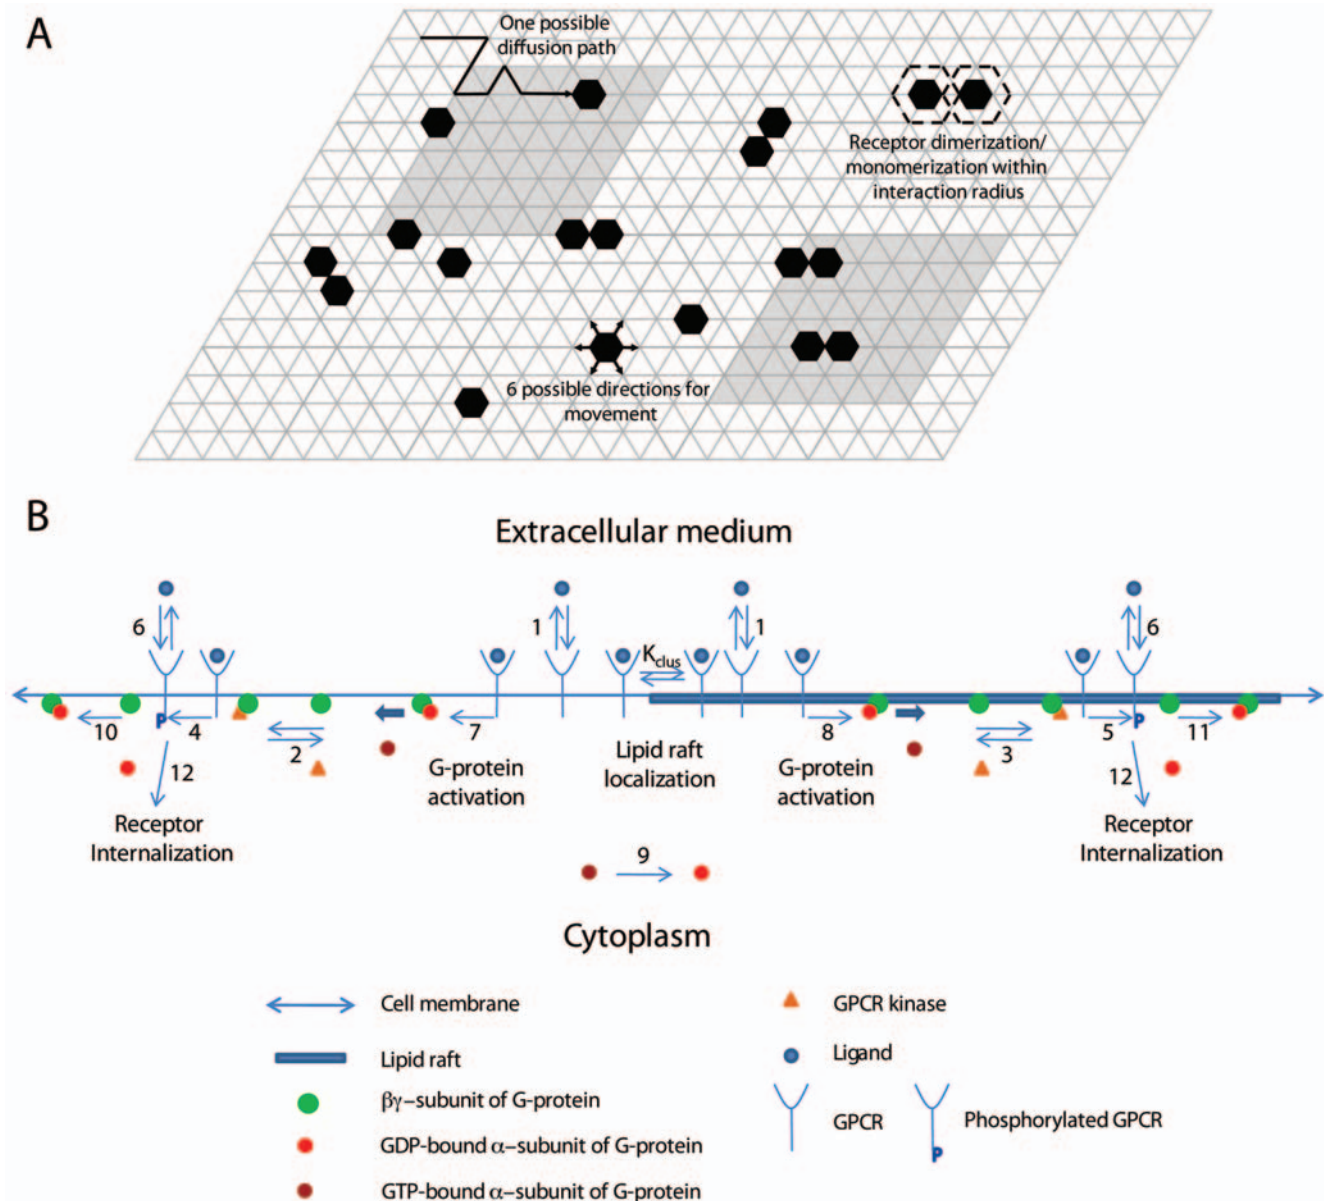 A
One possible
diffusion path
Receptor dimerization/
monomerization within
interaction radius
6 possible directions for
movement
B
Extracellular medium
6
1
1
6
K_clus
10
P
4
2
7
8
3
5
P
11
12
12
G-protein
activation
Lipid raft
localization
G-protein
activation
Receptor
Internalization
Receptor
Internalization
9
Cytoplasm
Cell membrane
GPCR kinase
Lipid raft
Ligand
βγ–subunit of G-protein
GPCR
Phosphorylated GPCR
P
GDP-bound α–subunit of G-protein
GTP-bound α–subunit of G-protein